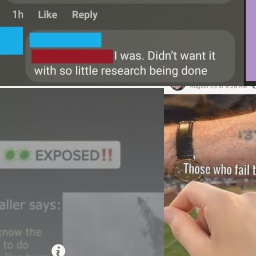 1h Like Reply
I was. Didn't want it
with so little research being done
EXPOSED!!
aller says:
know the
to do
Those who fail t